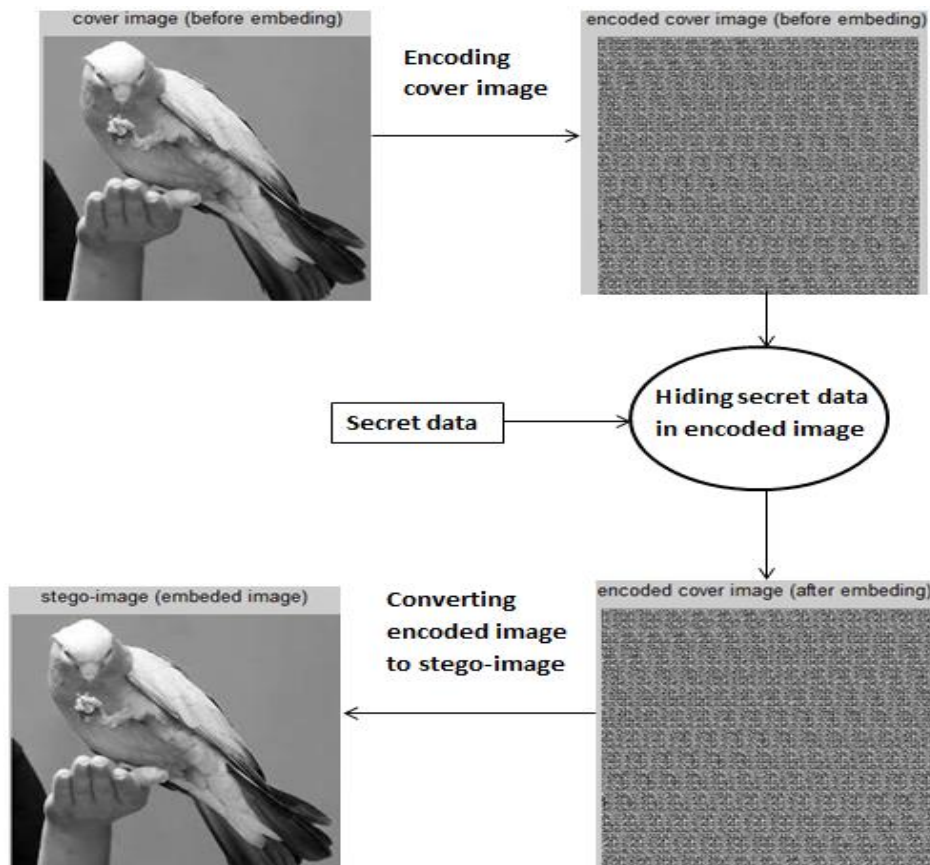 cover image (before embeding)
encoded cover image (before embeding)
Encoding
cover image
Secret data
Hiding secret data
in encoded image
stego-image (embeded image)
Converting
encoded image
to stego-image
encoded cover image (after embeding)